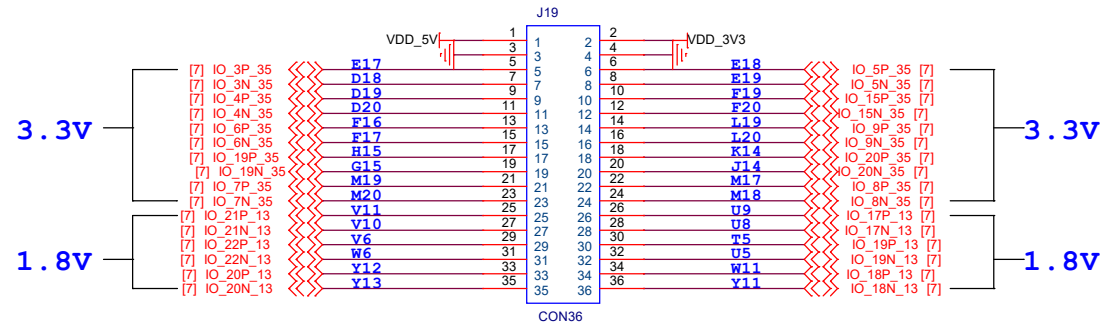 J19
VDD_5V 1 1 2 2 VDD_3V3
3 3 4 4
[7] IO_3P_35 E17 5 5 6 6 E18 IO_5P_35 [7]
[7] IO_3N_35 D18 7 7 8 8 E19 IO_5N_35 [7]
[7] IO_4P_35 D19 9 9 10 10 F19 IO_15P_35 [7]
[7] IO_4N_35 D20 11 11 12 12 F20 IO_15N_35 [7]
3.3V [7] IO_6P_35 F16 13 13 14 14 L19 IO_9P_35 [7] 3.3V
[7] IO_6N_35 F17 15 15 16 16 L20 IO_9N_35 [7]
[7] IO_19P_35 H15 17 17 18 18 K14 IO_20P_35 [7]
[7] IO_19N_35 G15 19 19 20 20 J14 IO_20N_35 [7]
[7] IO_7P_35 M19 21 21 22 22 M17 IO_8P_35 [7]
[7] IO_7N_35 M20 23 23 24 24 M18 IO_8N_35 [7]
[7] IO_21P_13 V11 25 25 26 26 U9 IO_17P_13 [7]
[7] IO_21N_13 V10 27 27 28 28 U8 IO_17N_13 [7]
[7] IO_22P_13 V6 29 29 30 30 T5 IO_19P_13 [7]
1.8V [7] IO_22N_13 W6 31 31 32 32 U5 IO_19N_13 [7] 1.8V
[7] IO_20P_13 Y12 33 33 34 34 W11 IO_18P_13 [7]
[7] IO_20N_13 Y13 35 35 36 36 Y11 IO_18N_13 [7]
CON36